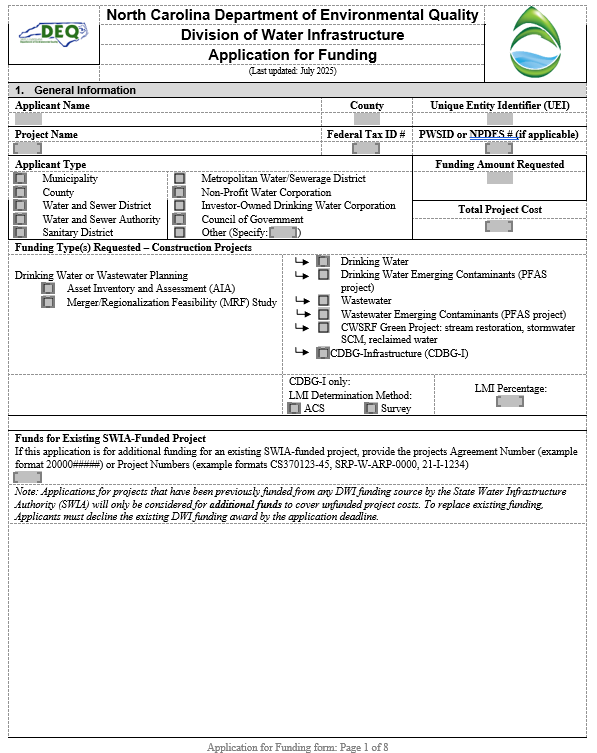 DEQ
North Carolina Department of Environmental Quality
Division of Water Infrastructure
Application for Funding
(Last updated: July 2025)
1. General Information
Applicant Name County Unique Entity Identifier (UEI)
Project Name Federal Tax ID # PWSID or NPDES # (if applicable)
Applicant Type Funding Amount Requested
Municipality Metropolitan Water/Sewerage District
County Non-Profit Water Corporation
Water and Sewer District Investor-Owned Drinking Water Corporation
Total Project Cost
Water and Sewer Authority Council of Government
Sanitary District Other (Specify: )
Funding Type(s) Requested – Construction Projects
Drinking Water or Wastewater Planning
Asset Inventory and Assessment (AIA)
Merger/Regionalization Feasibility (MRF) Study
Drinking Water
Drinking Water Emerging Contaminants (PFAS
project)
Wastewater
Wastewater Emerging Contaminants (PFAS project)
CWSRF Green Project: stream restoration, stormwater
SCM, reclaimed water
CDBG-Infrastructure (CDBG-I)
CDBG-I only:
LMI Determination Method:
ACS Survey
LMI Percentage:
Funds for Existing SWIA-Funded Project
If this application is for additional funding for an existing SWIA-funded project, provide the projects Agreement Number (example
format 20000#####) or Project Numbers (example formats CS370123-45, SRP-W-ARP-0000, 21-I-1234)
Note: Applications for projects that have been previously funded from any DWI funding source by the State Water Infrastructure
Authority (SWIA) will only be considered for additional funds to cover unfunded project costs. To replace existing funding,
Applicants must decline the existing DWI funding award by the application deadline.
Application for Funding form: Page 1 of 8